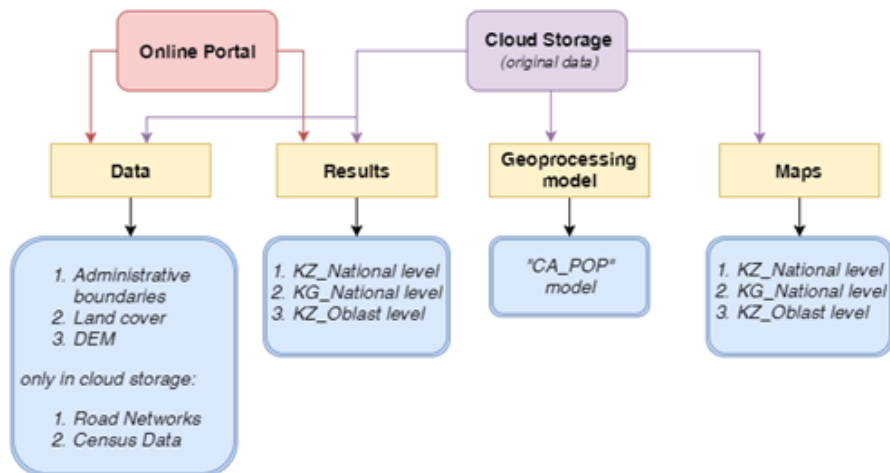 Online Portal
Cloud Storage
(original data)
Data
Results
Geoprocessing
model
Maps
1. Administrative
boundaries
2. Land cover
3. DEM
only in cloud storage:
1. Road Networks
2. Census Data
1. KZ_National level
2. KG_National level
3. KZ_Oblast level
"CA_POP"
model
1. KZ_National level
2. KG_National level
3. KZ_Oblast level